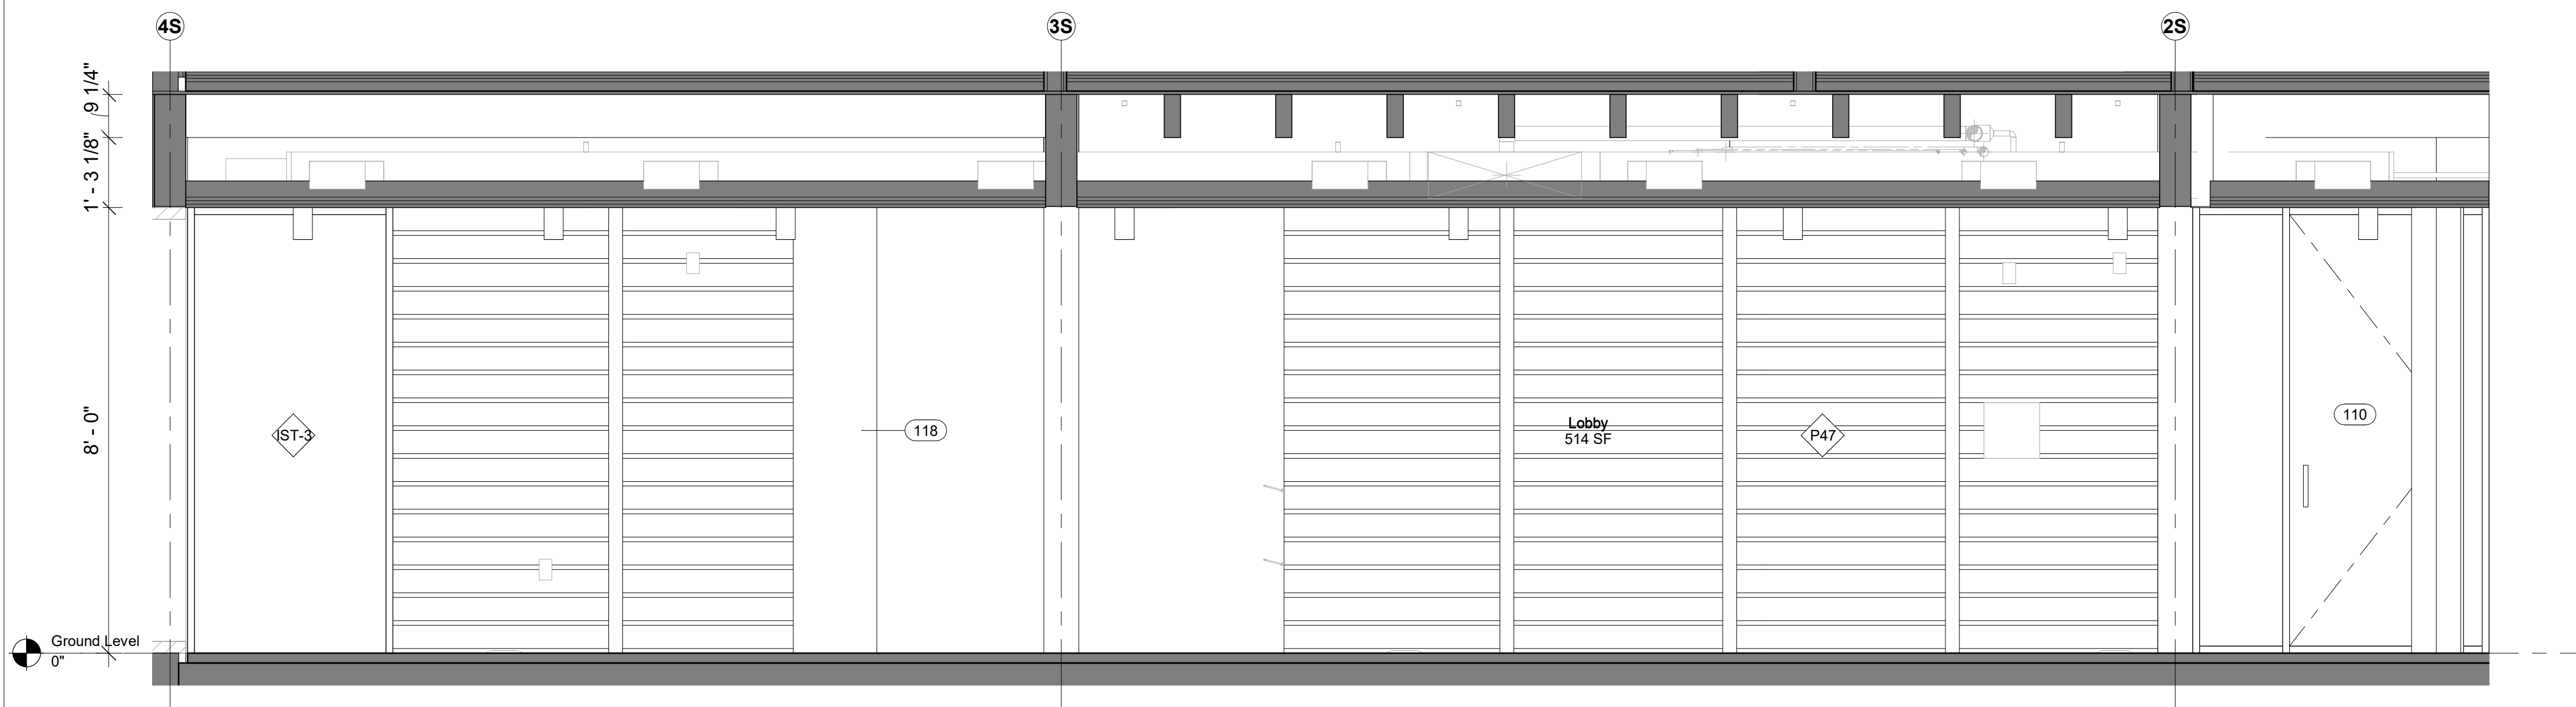 4S
3S
2S
9 1/4"
1' - 3 1/8"
8' - 0"
IST-3
118
Lobby
514 SF
P47
110
Ground Level
0"